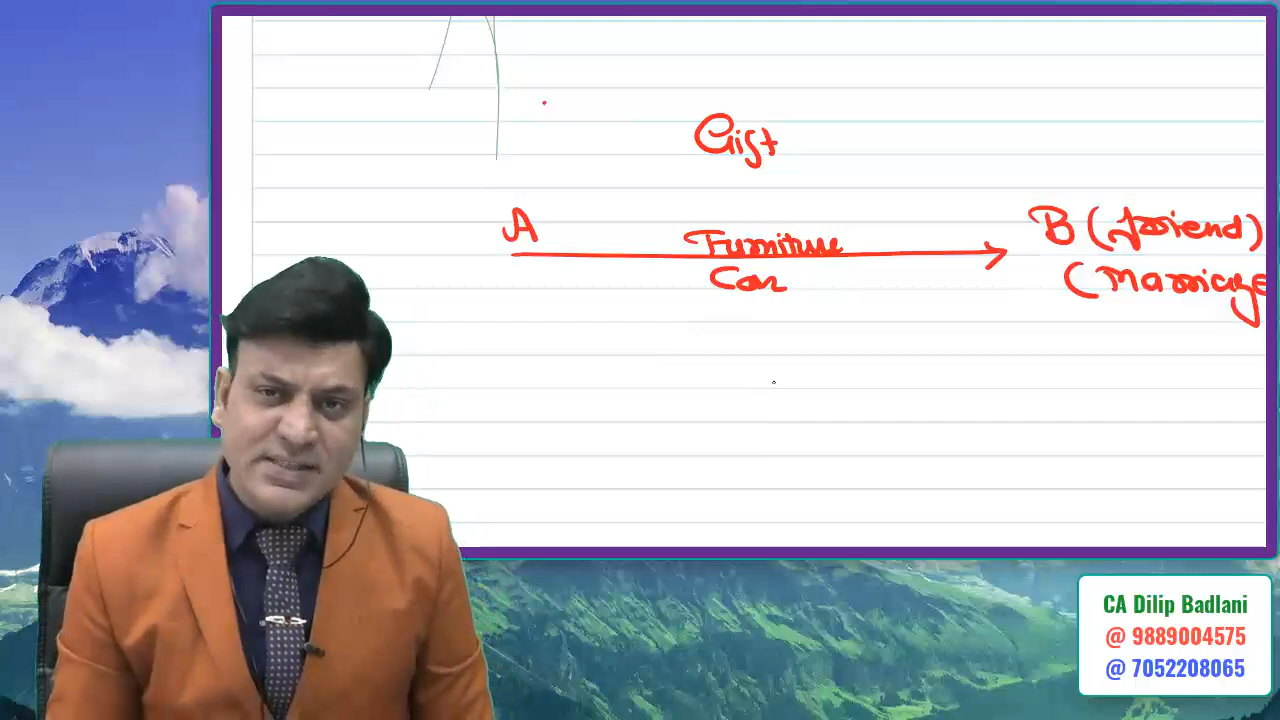 Gift
A
B (friend)
Furniture
Car
(Marriage
CA Dilip Badlani
@ 9889004575
@ 7052208065